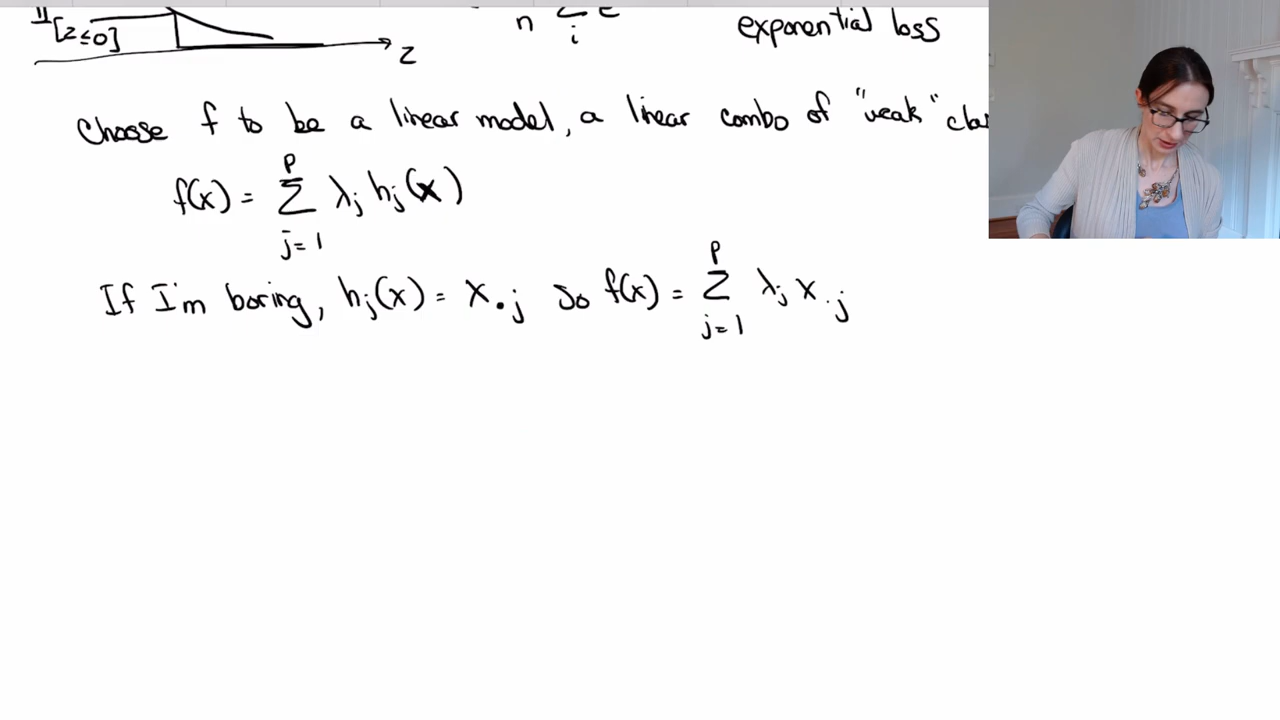 𝟙[z≤0]
z
n Σ i
exponential loss
Choose f to be a linear model, a linear combo of "weak"
f(x) = Σ_{j=1}^{p} λ_j h_j(x)
If I'm boring, h_j(x) = x_{·j} so f(x) = Σ_{j=1}^{p} λ_j x_{·j}